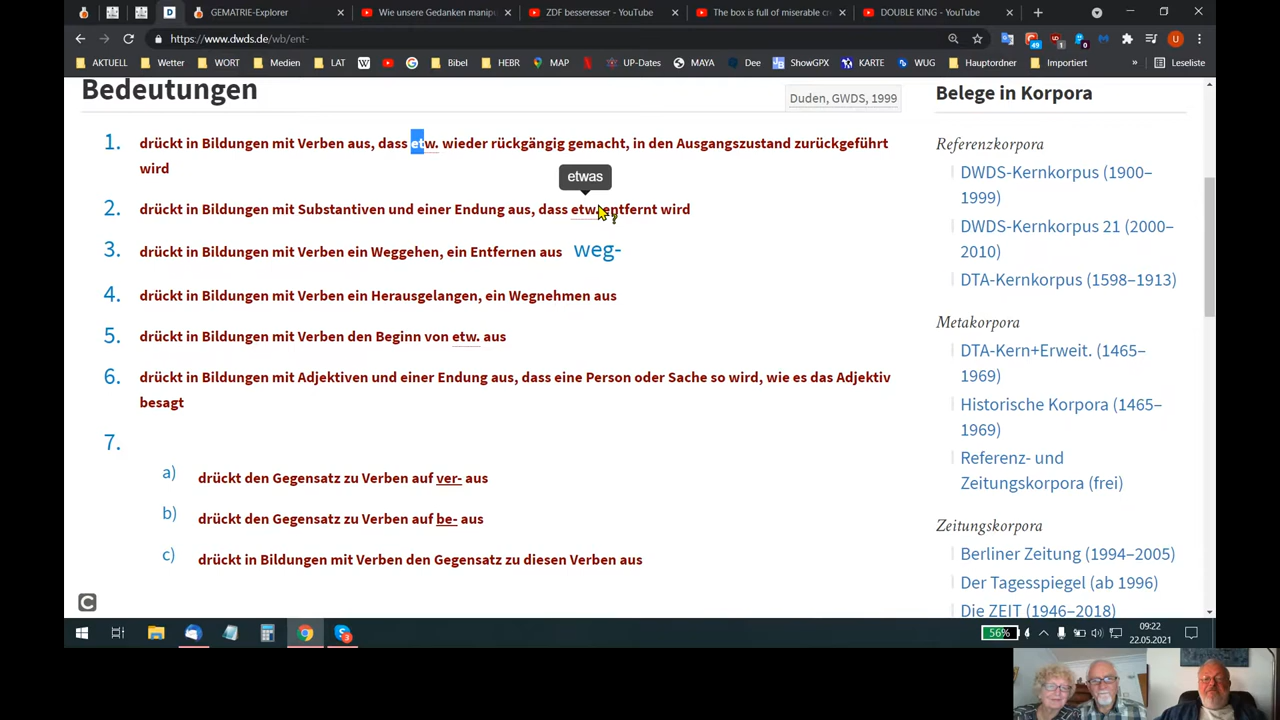 GEMATRIE-Explorer
Wie unsere Gedanken manip
ZDF besseresser - YouTube
The box is full of miserable cr
DOUBLE KING - YouTube
https://www.dwds.de/wb/ent-
AKTUELL Wetter WORT Medien LAT Bibel HEBR MAP UP-Dates MAYA Dee ShowGPX KARTE WUG Hauptordner Importiert » Leseliste
49 1 0 U
Bedeutungen
Duden, GWDS, 1999
1. drückt in Bildungen mit Verben aus, dass etw. wieder rückgängig gemacht, in den Ausgangszustand zurückgeführt
wird
etwas
2. drückt in Bildungen mit Substantiven und einer Endung aus, dass etw. entfernt wird
3. drückt in Bildungen mit Verben ein Weggehen, ein Entfernen aus weg-
4. drückt in Bildungen mit Verben ein Herausgelangen, ein Wegnehmen aus
5. drückt in Bildungen mit Verben den Beginn von etw. aus
6. drückt in Bildungen mit Adjektiven und einer Endung aus, dass eine Person oder Sache so wird, wie es das Adjektiv
besagt
7.
a) drückt den Gegensatz zu Verben auf ver- aus
b) drückt den Gegensatz zu Verben auf be- aus
c) drückt in Bildungen mit Verben den Gegensatz zu diesen Verben aus
Belege in Korpora
Referenzkorpora
DWDS-Kernkorpus (1900–
1999)
DWDS-Kernkorpus 21 (2000–
2010)
DTA-Kernkorpus (1598–1913)
Metakorpora
DTA-Kern+Erweit. (1465–
1969)
Historische Korpora (1465–
1969)
Referenz- und
Zeitungskorpora (frei)
Zeitungskorpora
Berliner Zeitung (1994–2005)
Der Tagesspiegel (ab 1996)
Die ZEIT (1946–2018)
56%
09:22
22.05.2021